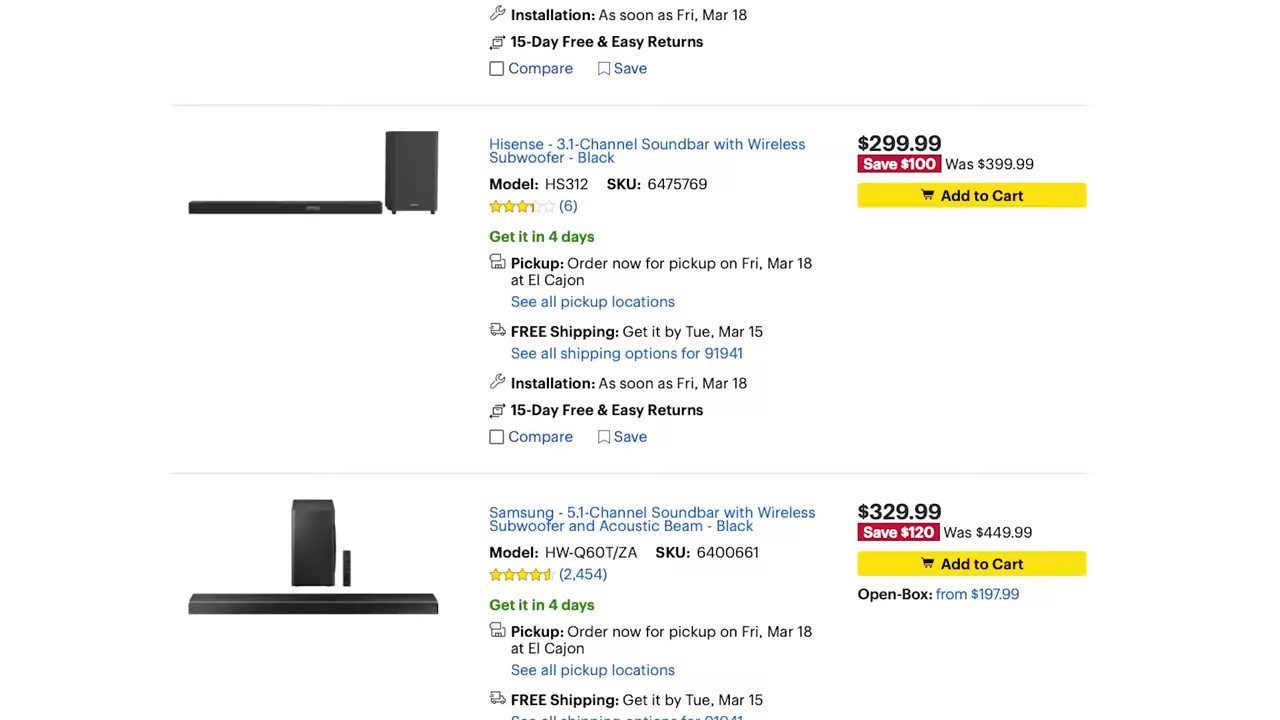 Installation: As soon as Fri, Mar 18
15-Day Free & Easy Returns
Compare Save
Hisense - 3.1-Channel Soundbar with Wireless
Subwoofer - Black
Model: HS312 SKU: 6475769
(6)
Get it in 4 days
Pickup: Order now for pickup on Fri, Mar 18
at El Cajon
See all pickup locations
FREE Shipping: Get it by Tue, Mar 15
See all shipping options for 91941
Installation: As soon as Fri, Mar 18
15-Day Free & Easy Returns
Compare Save
$299.99
Save $100 Was $399.99
Add to Cart
Samsung - 5.1-Channel Soundbar with Wireless
Subwoofer and Acoustic Beam - Black
Model: HW-Q60T/ZA SKU: 6400661
(2,454)
Get it in 4 days
Pickup: Order now for pickup on Fri, Mar 18
at El Cajon
See all pickup locations
FREE Shipping: Get it by Tue, Mar 15
See all shipping options for 91941
$329.99
Save $120 Was $449.99
Add to Cart
Open-Box: from $197.99